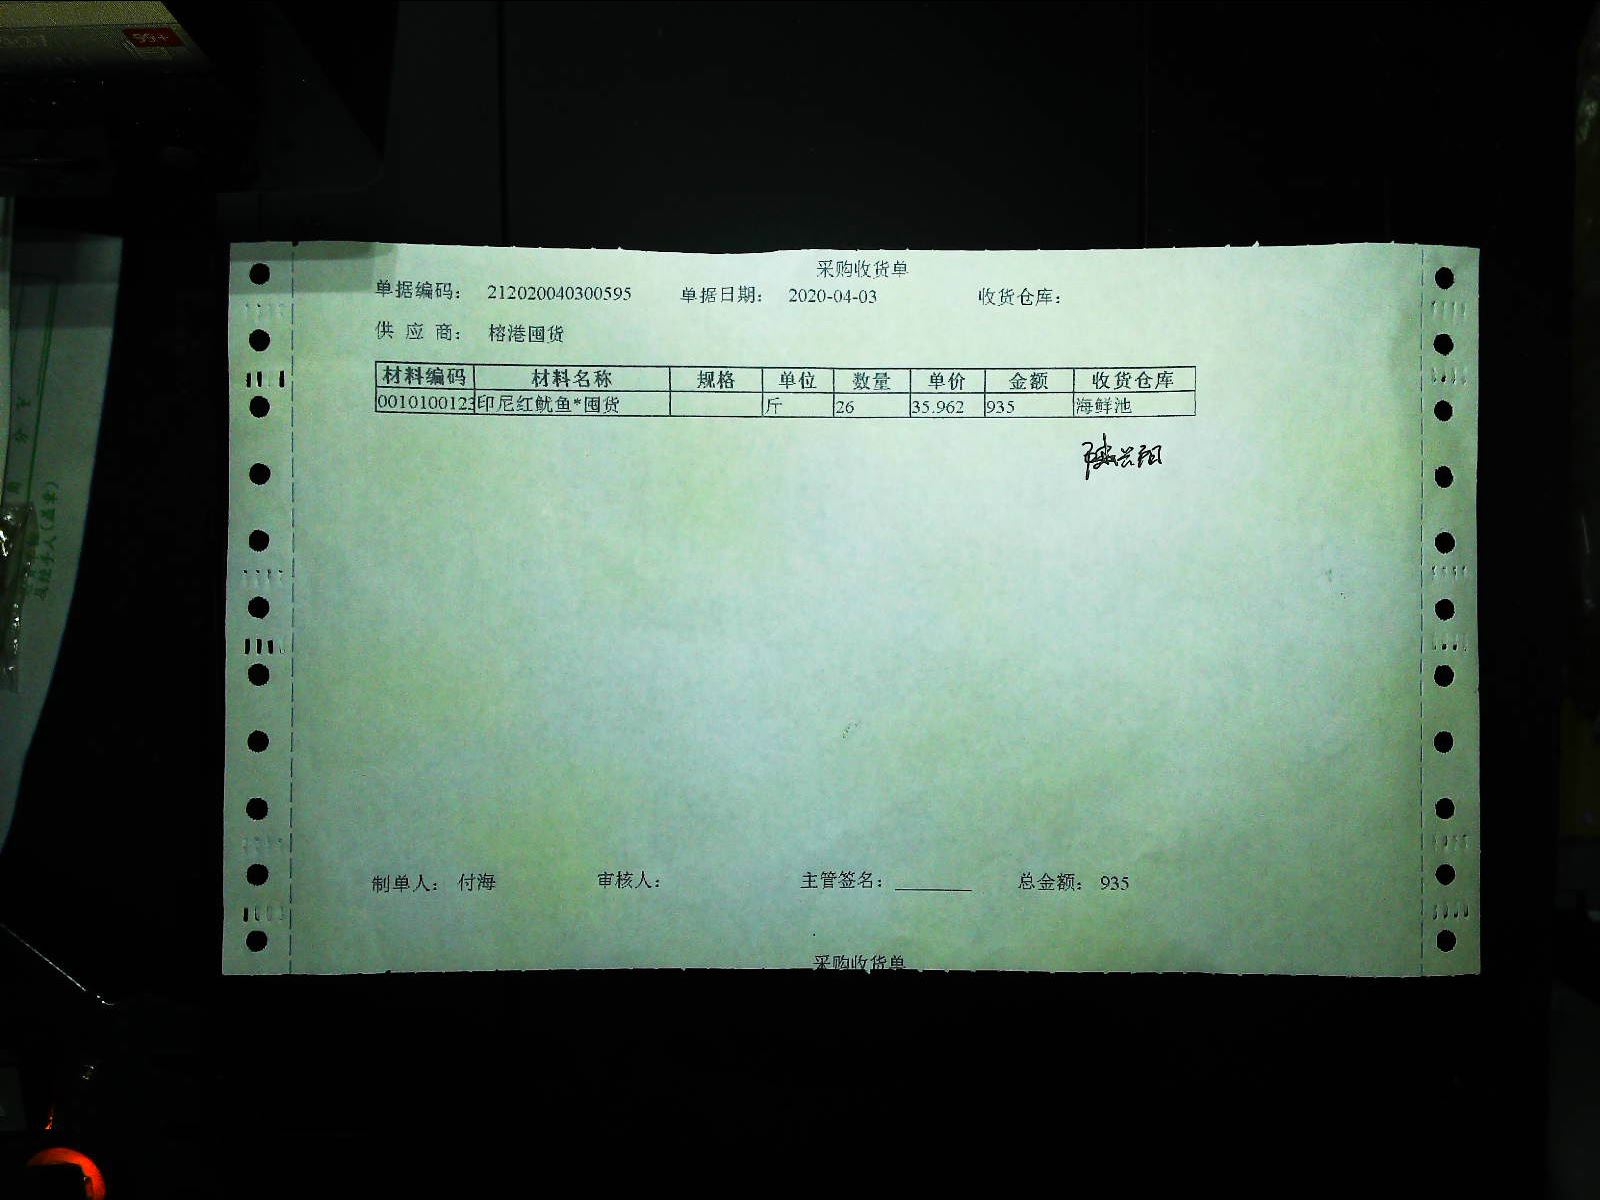 99+
采购收货单
单据编码： 212020040300595 单据日期： 2020-04-03 收货仓库：
供 应 商： 榕港囤货
材料编码 材料名称 规格 单位 数量 单价 金额 收货仓库
0010100123 印尼红鱿鱼*囤货 斤 26 35.962 935 海鲜池
制单人： 付海 审核人： 主管签名： 总金额： 935
采购收货单